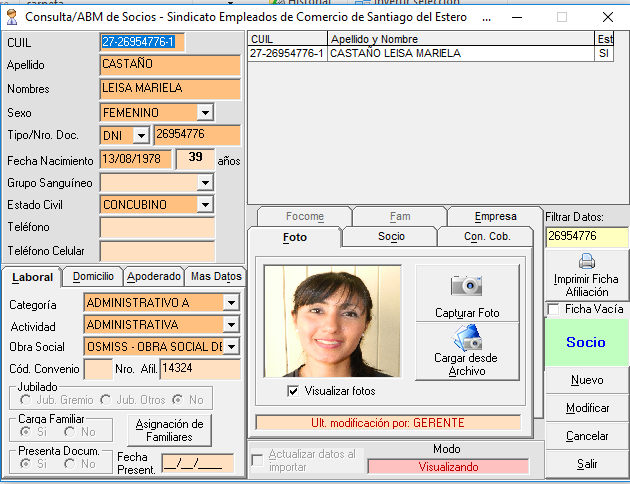 carpeta
Historial
Invertir selección
Consulta/ABM de Socios - Sindicato Empleados de Comercio de Santiago del Estero
CUIL 27-26954776-1
Apellido CASTAÑO
Nombres LEISA MARIELA
Sexo FEMENINO
Tipo/Nro. Doc. DNI 26954776
Fecha Nacimiento 13/08/1978 39 años
Grupo Sanguíneo
Estado Civil CONCUBINO
Teléfono
Teléfono Celular
CUIL Apellido y Nombre Est
27-26954776-1 CASTAÑO LEISA MARIELA SI
Laboral Domicilio Apoderado Mas Datos
Categoría ADMINISTRATIVO A
Actividad ADMINISTRATIVA
Obra Social OSMISS - OBRA SOCIAL DE
Cód. Convenio Nro. Afil. 14324
Jubilado
Jub. Gremio Jub. Otros No
Carga Familiar
Si No
Asignación de
Familiares
Presenta Docum.
Si No
Fecha
Present. __/__/____
Focome Fam Empresa
Foto Socio Con. Cob.
Capturar Foto
Cargar desde
Archivo
Visualizar fotos
Ult. modificación por: GERENTE
Actualizar datos al
importar
Modo
Visualizando
Filtrar Datos:
26954776
Imprimir Ficha
Afiliación
Ficha Vacía
Socio
Nuevo
Modificar
Cancelar
Salir